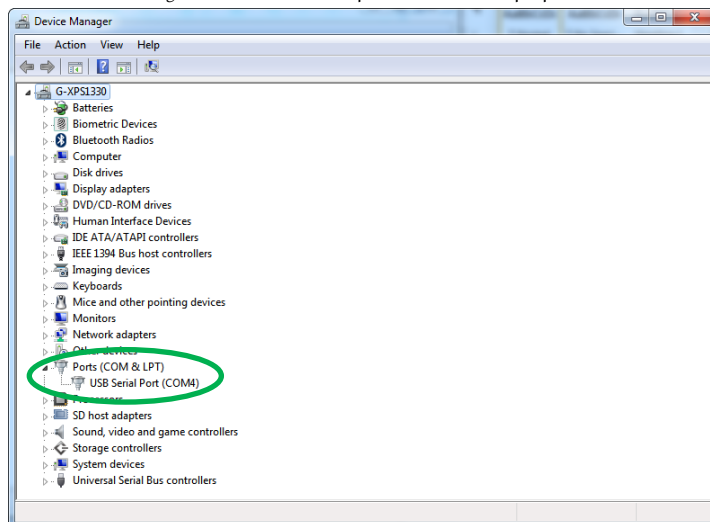 Device Manager
File Action View Help
G-XPS1330
Batteries
Biometric Devices
Bluetooth Radios
Computer
Disk drives
Display adapters
DVD/CD-ROM drives
Human Interface Devices
IDE ATA/ATAPI controllers
IEEE 1394 Bus host controllers
Imaging devices
Keyboards
Mice and other pointing devices
Monitors
Network adapters
Other devices
Ports (COM & LPT)
USB Serial Port (COM4)
Processors
SD host adapters
Sound, video and game controllers
Storage controllers
System devices
Universal Serial Bus controllers